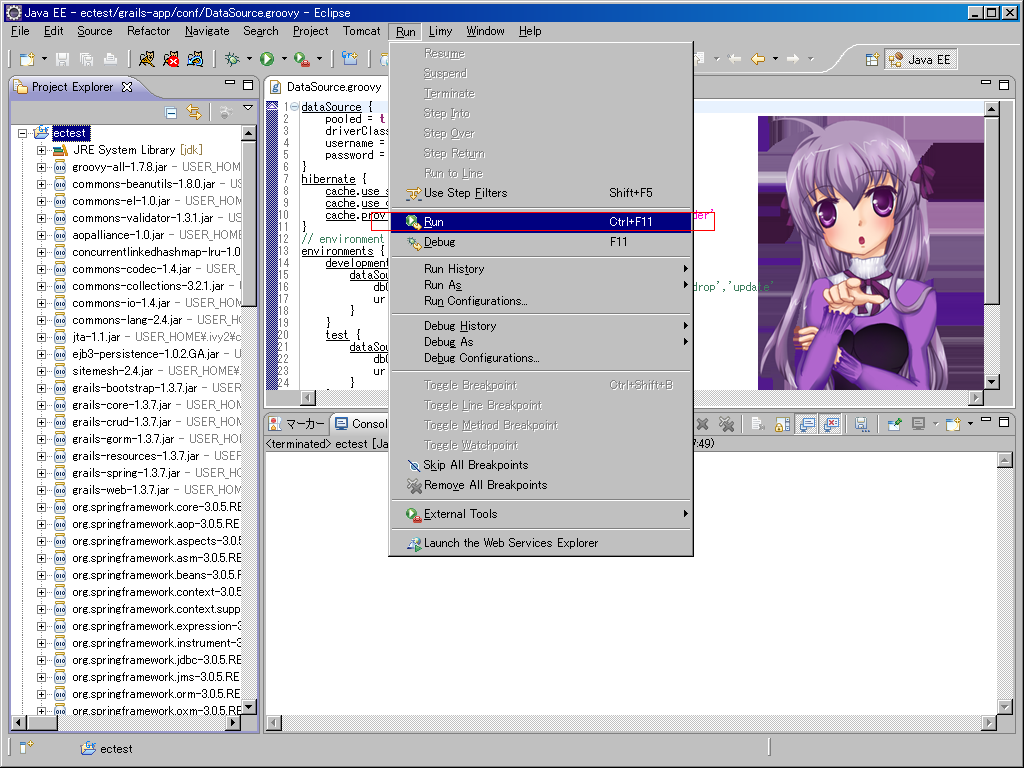 Java EE - ectest/grails-app/conf/DataSource.groovy - Eclipse
File Edit Source Refactor Navigate Search Project Tomcat Run Limy Window Help
Java EE
Project Explorer
ectest
JRE System Library [jdk]
groovy-all-1.7.8.jar - USER_HOME
commons-beanutils-1.8.0.jar - U
commons-el-1.0.jar - USER_HOM
commons-validator-1.3.1.jar - U
aopalliance-1.0.jar - USER_HOM
concurrentlinkedhashmap-lru-1.0
commons-codec-1.4.jar - USER_
commons-collections-3.2.1.jar -
commons-io-1.4.jar - USER_HOM
commons-lang-2.4.jar - USER_H
jta-1.1.jar - USER_HOME¥.ivy2¥c
ejb3-persistence-1.0.2.GA.jar - U
sitemesh-2.4.jar - USER_HOME¥.
grails-bootstrap-1.3.7.jar - USER
grails-core-1.3.7.jar - USER_HO
grails-crud-1.3.7.jar - USER_HOM
grails-gorm-1.3.7.jar - USER_HO
grails-resources-1.3.7.jar - USER
grails-spring-1.3.7.jar - USER_HO
grails-web-1.3.7.jar - USER_HOM
org.springframework.core-3.0.5.RE
org.springframework.aop-3.0.5.RE
org.springframework.aspects-3.0.5
org.springframework.asm-3.0.5.RE
org.springframework.beans-3.0.5.
org.springframework.context-3.0.5
org.springframework.context.supp
org.springframework.expression-3
org.springframework.instrument-3
org.springframework.jdbc-3.0.5.RE
org.springframework.jms-3.0.5.RE
org.springframework.orm-3.0.5.RE
org.springframework.oxm-3.0.5.RE
DataSource.groovy
1 dataSource {
2 pooled = t
3 driverClass
4 username =
5 password =
6 }
7 hibernate {
8 cache.use_s
9 cache.use_
10 cache.prov der'
11 }
12 // environment
13 environments {
14 development
15 dataSou
16 dbC drop','update'
17 ur
18 }
19 }
20 test {
21 dataSou
22 dbC
23 ur
24 }
Resume
Suspend
Terminate
Step Into
Step Over
Step Return
Run to Line
Use Step Filters Shift+F5
Run Ctrl+F11
Debug F11
Run History
Run As
Run Configurations...
Debug History
Debug As
Debug Configurations...
Toggle Breakpoint Ctrl+Shift+B
Toggle Line Breakpoint
Toggle Method Breakpoint
Toggle Watchpoint
Skip All Breakpoints
Remove All Breakpoints
External Tools
Launch the Web Services Explorer
マーカー Consol
<terminated> ectest [Ja 7:49)
ectest